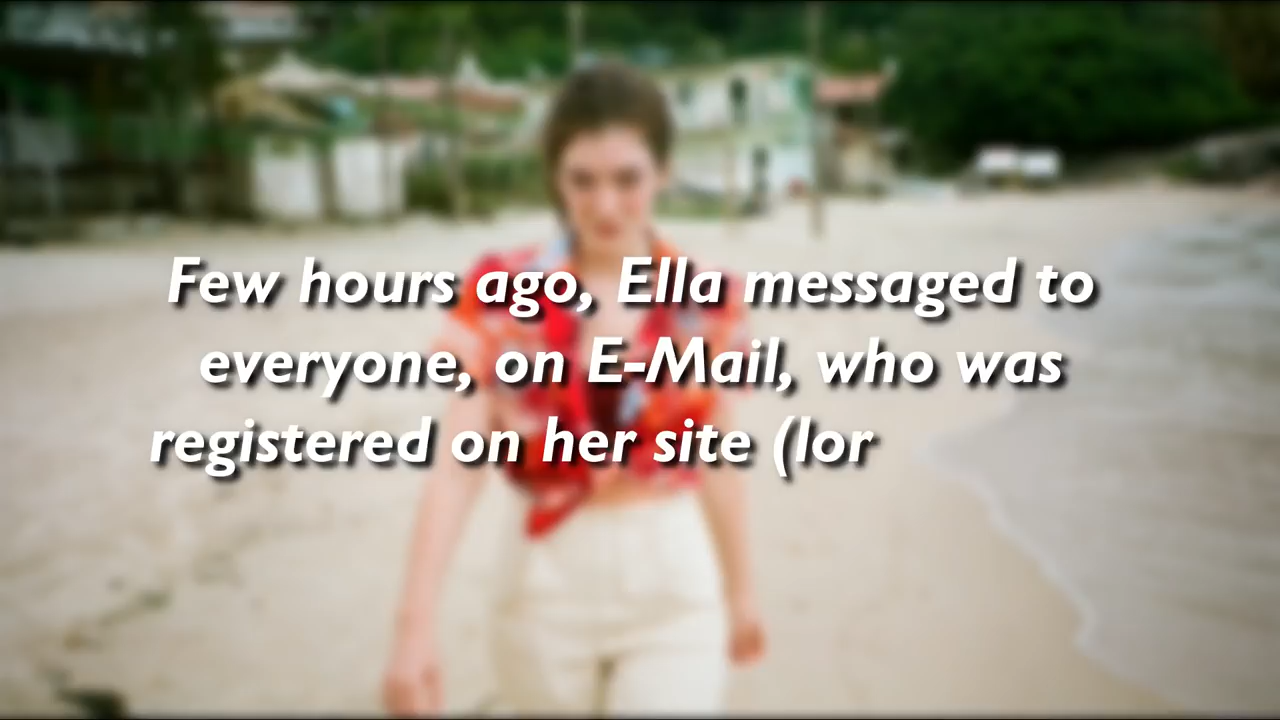 Few hours ago, Ella messaged to
everyone, on E-Mail, who was
registered on her site (lor